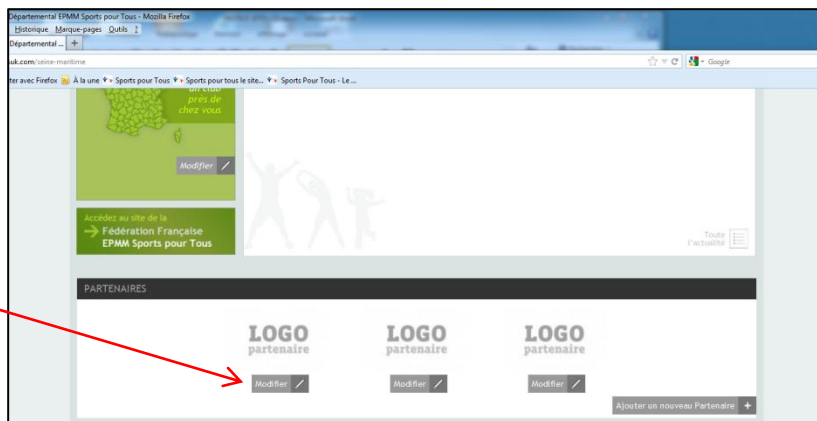 Départemental EPMM Sports pour Tous - Mozilla Firefox
Historique Marque-pages Outils ?
Départemental ... +
uk.com/seine-maritime
Google
ter avec Firefox À la une Sports pour Tous Sports pour tous le site... Sports Pour Tous - Le ...
un club
près de
chez vous
Modifier
Accédez au site de la
Fédération Française
EPMM Sports pour Tous
Toute
l'actualité
PARTENAIRES
LOGO LOGO LOGO
partenaire partenaire partenaire
Modifier Modifier Modifier
Ajouter un nouveau Partenaire +